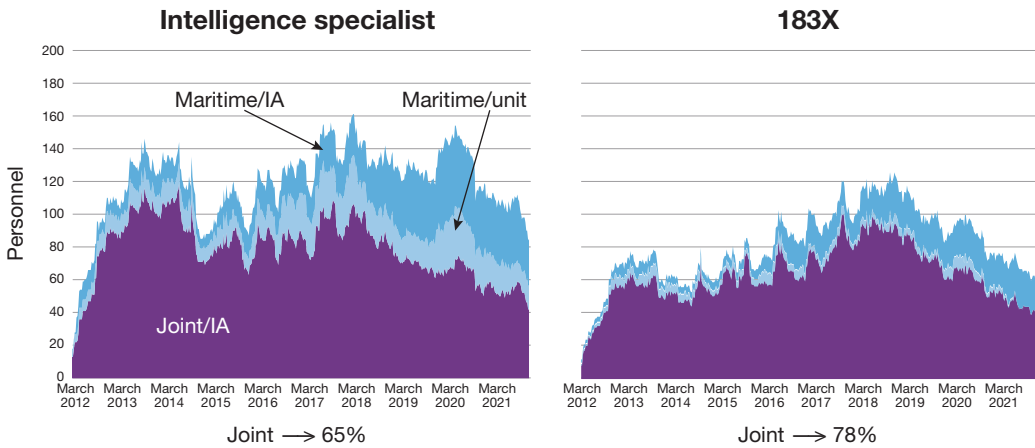 Intelligence specialist
183X
Personnel
200
180
160
140
120
100
80
60
40
20
0
Maritime/IA
Maritime/unit
Joint/IA
March March March March March March March March March March
2012 2013 2014 2015 2016 2017 2018 2019 2020 2021
March March March March March March March March March March
2012 2013 2014 2015 2016 2017 2018 2019 2020 2021
Joint → 65%
Joint → 78%